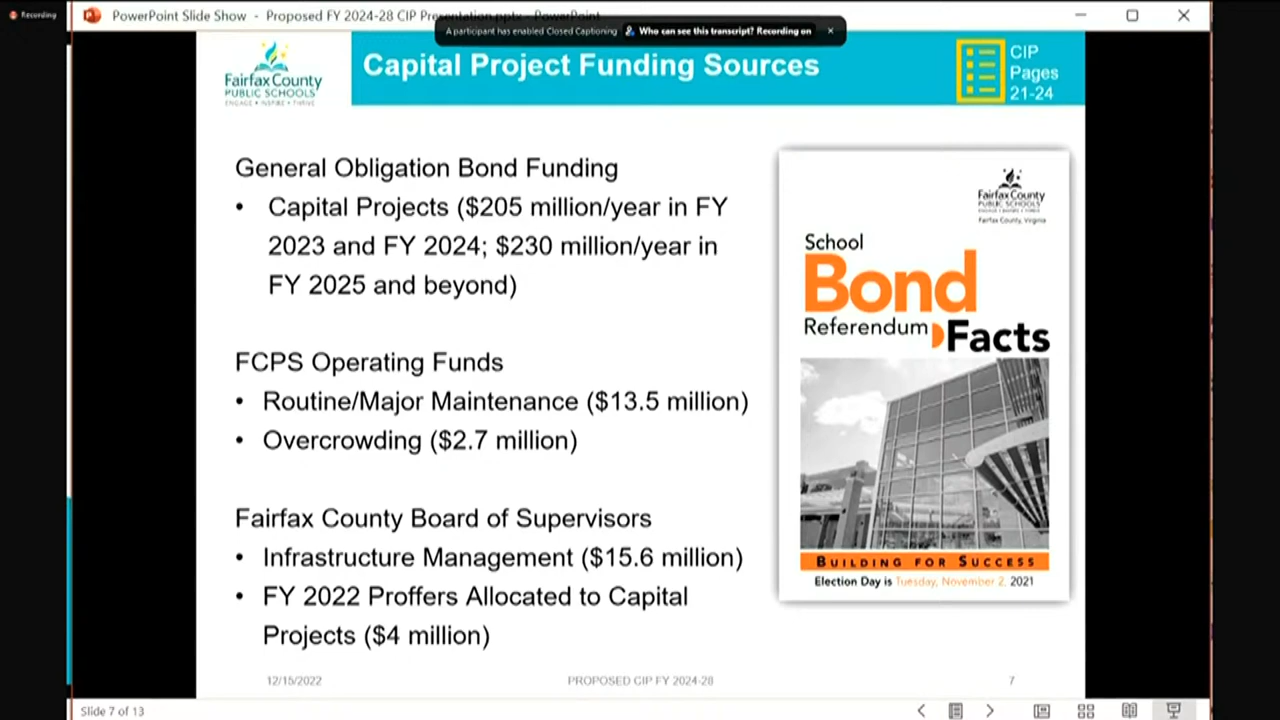 Recording
PowerPoint Slide Show - Proposed FY 2024-28 CIP Presentation.pptx - PowerPoint
A participant has enabled Closed Captioning Who can see this transcript? Recording on
Fairfax County
PUBLIC SCHOOLS
ENGAGE • INSPIRE • THRIVE
Capital Project Funding Sources
CIP
Pages
21-24
General Obligation Bond Funding
• Capital Projects ($205 million/year in FY
2023 and FY 2024; $230 million/year in
FY 2025 and beyond)
FCPS Operating Funds
• Routine/Major Maintenance ($13.5 million)
• Overcrowding ($2.7 million)
Fairfax County Board of Supervisors
• Infrastructure Management ($15.6 million)
• FY 2022 Proffers Allocated to Capital
Projects ($4 million)
Fairfax County
PUBLIC SCHOOLS
Fairfax County, Virginia
School
Bond
Referendum
Facts
BUILDING FOR SUCCESS
Election Day is Tuesday, November 2, 2021
12/15/2022
PROPOSED CIP FY 2024-28
7
Slide 7 of 13